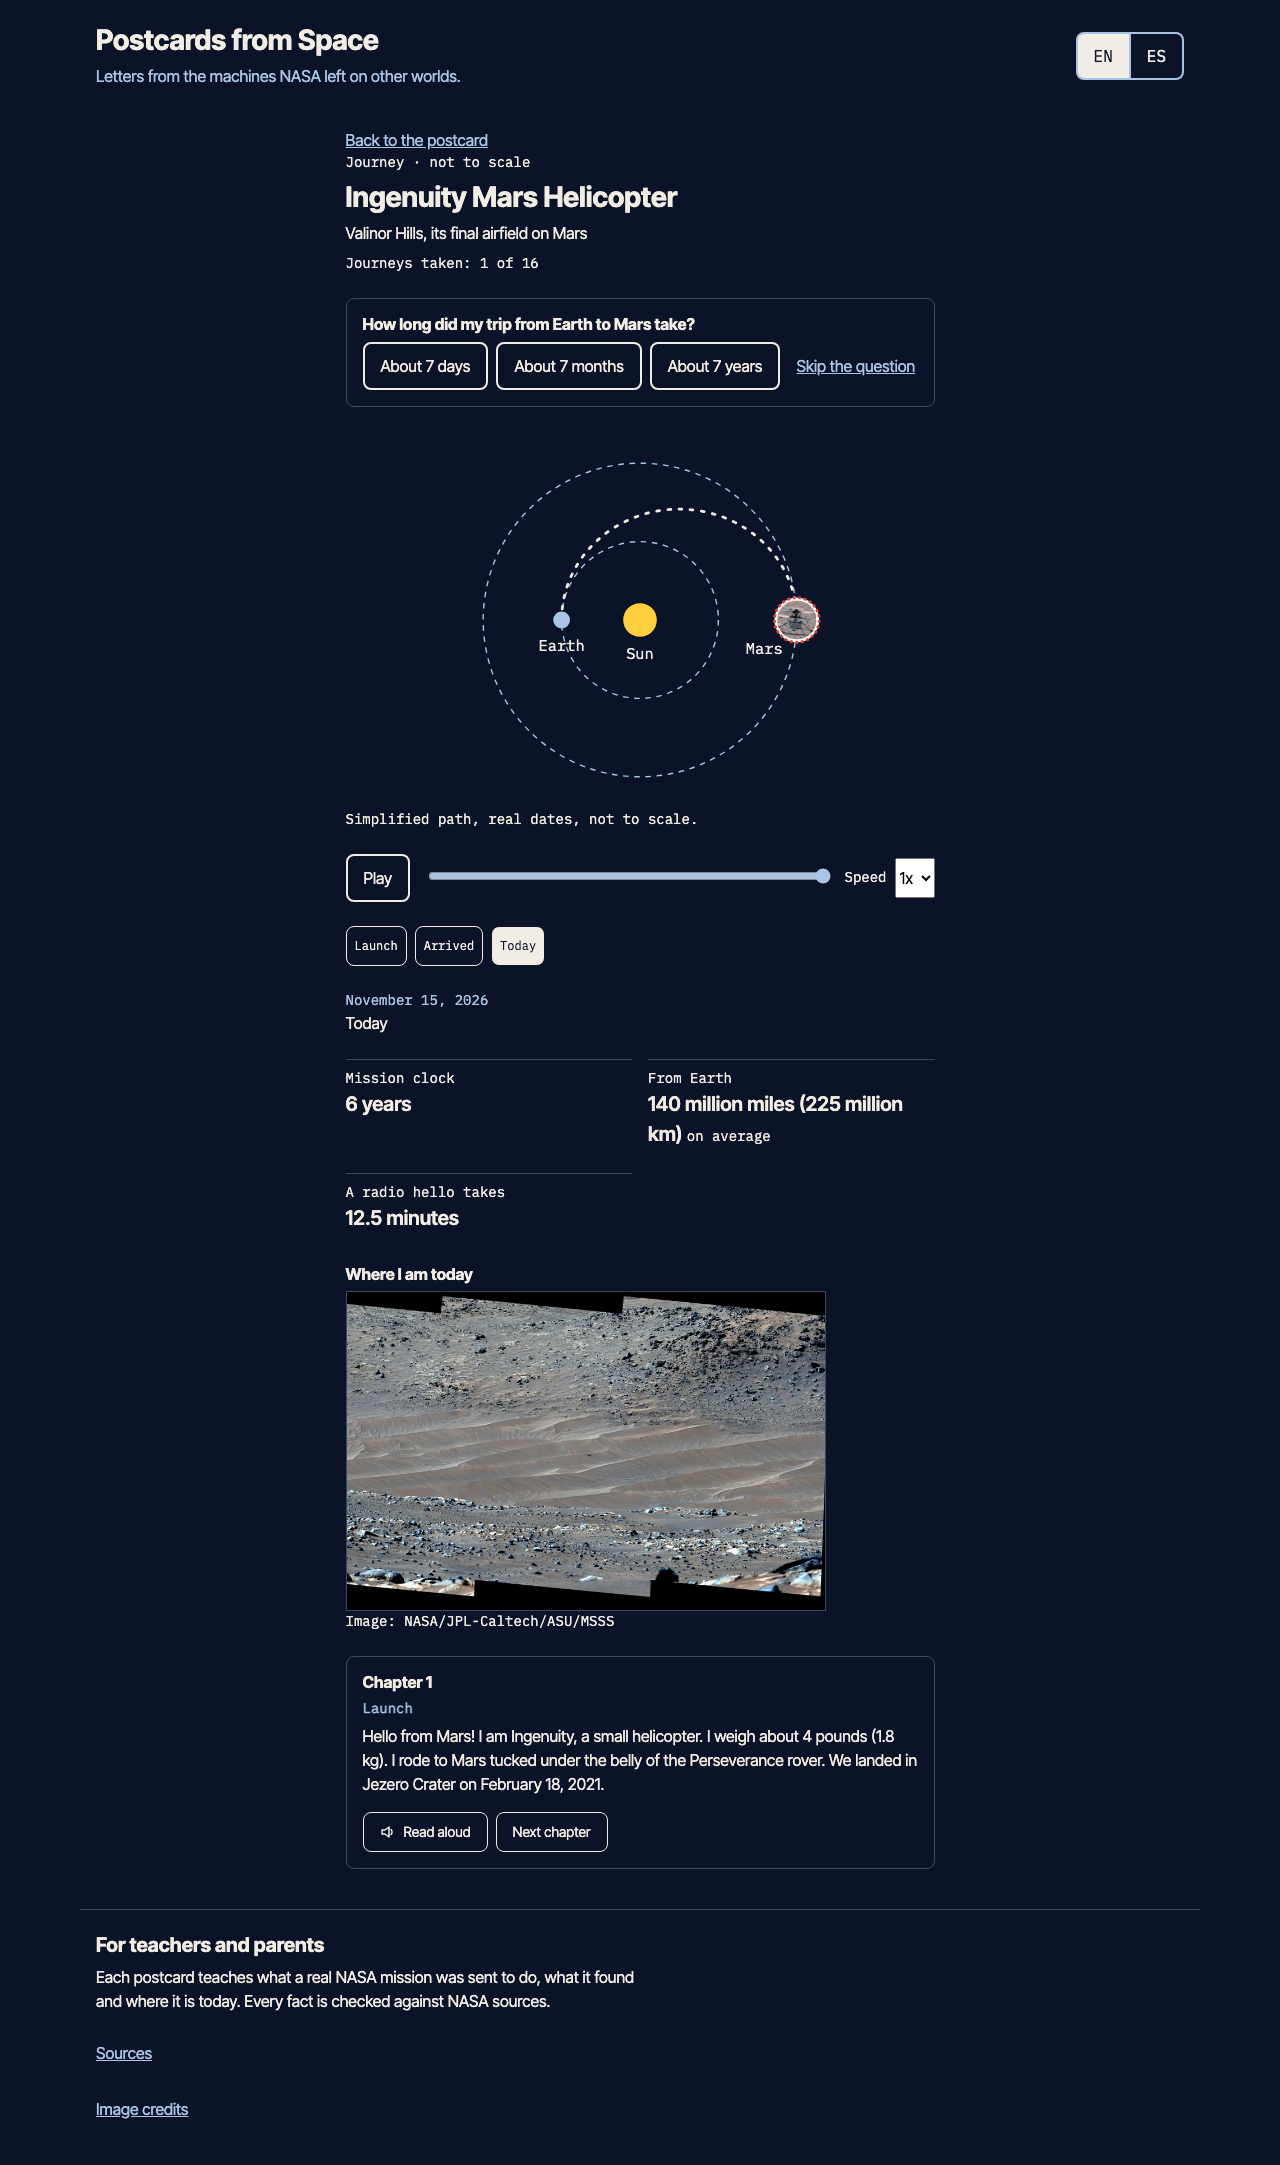 Postcards from Space
Letters from the machines NASA left on other worlds.
EN
ES
Back to the postcard
Journey · not to scale
Ingenuity Mars Helicopter
Valinor Hills, its final airfield on Mars
Journeys taken: 1 of 16
How long did my trip from Earth to Mars take?
About 7 days
About 7 months
About 7 years
Skip the question
Earth
Sun
Mars
Simplified path, real dates, not to scale.
Play
Speed
1x
Launch
Arrived
Today
November 15, 2026
Today
Mission clock
6 years
From Earth
140 million miles (225 million
km) on average
A radio hello takes
12.5 minutes
Where I am today
Image: NASA/JPL-Caltech/ASU/MSSS
Chapter 1
Launch
Hello from Mars! I am Ingenuity, a small helicopter. I weigh about 4 pounds (1.8
kg). I rode to Mars tucked under the belly of the Perseverance rover. We landed in
Jezero Crater on February 18, 2021.
Read aloud
Next chapter
For teachers and parents
Each postcard teaches what a real NASA mission was sent to do, what it found
and where it is today. Every fact is checked against NASA sources.
Sources
Image credits